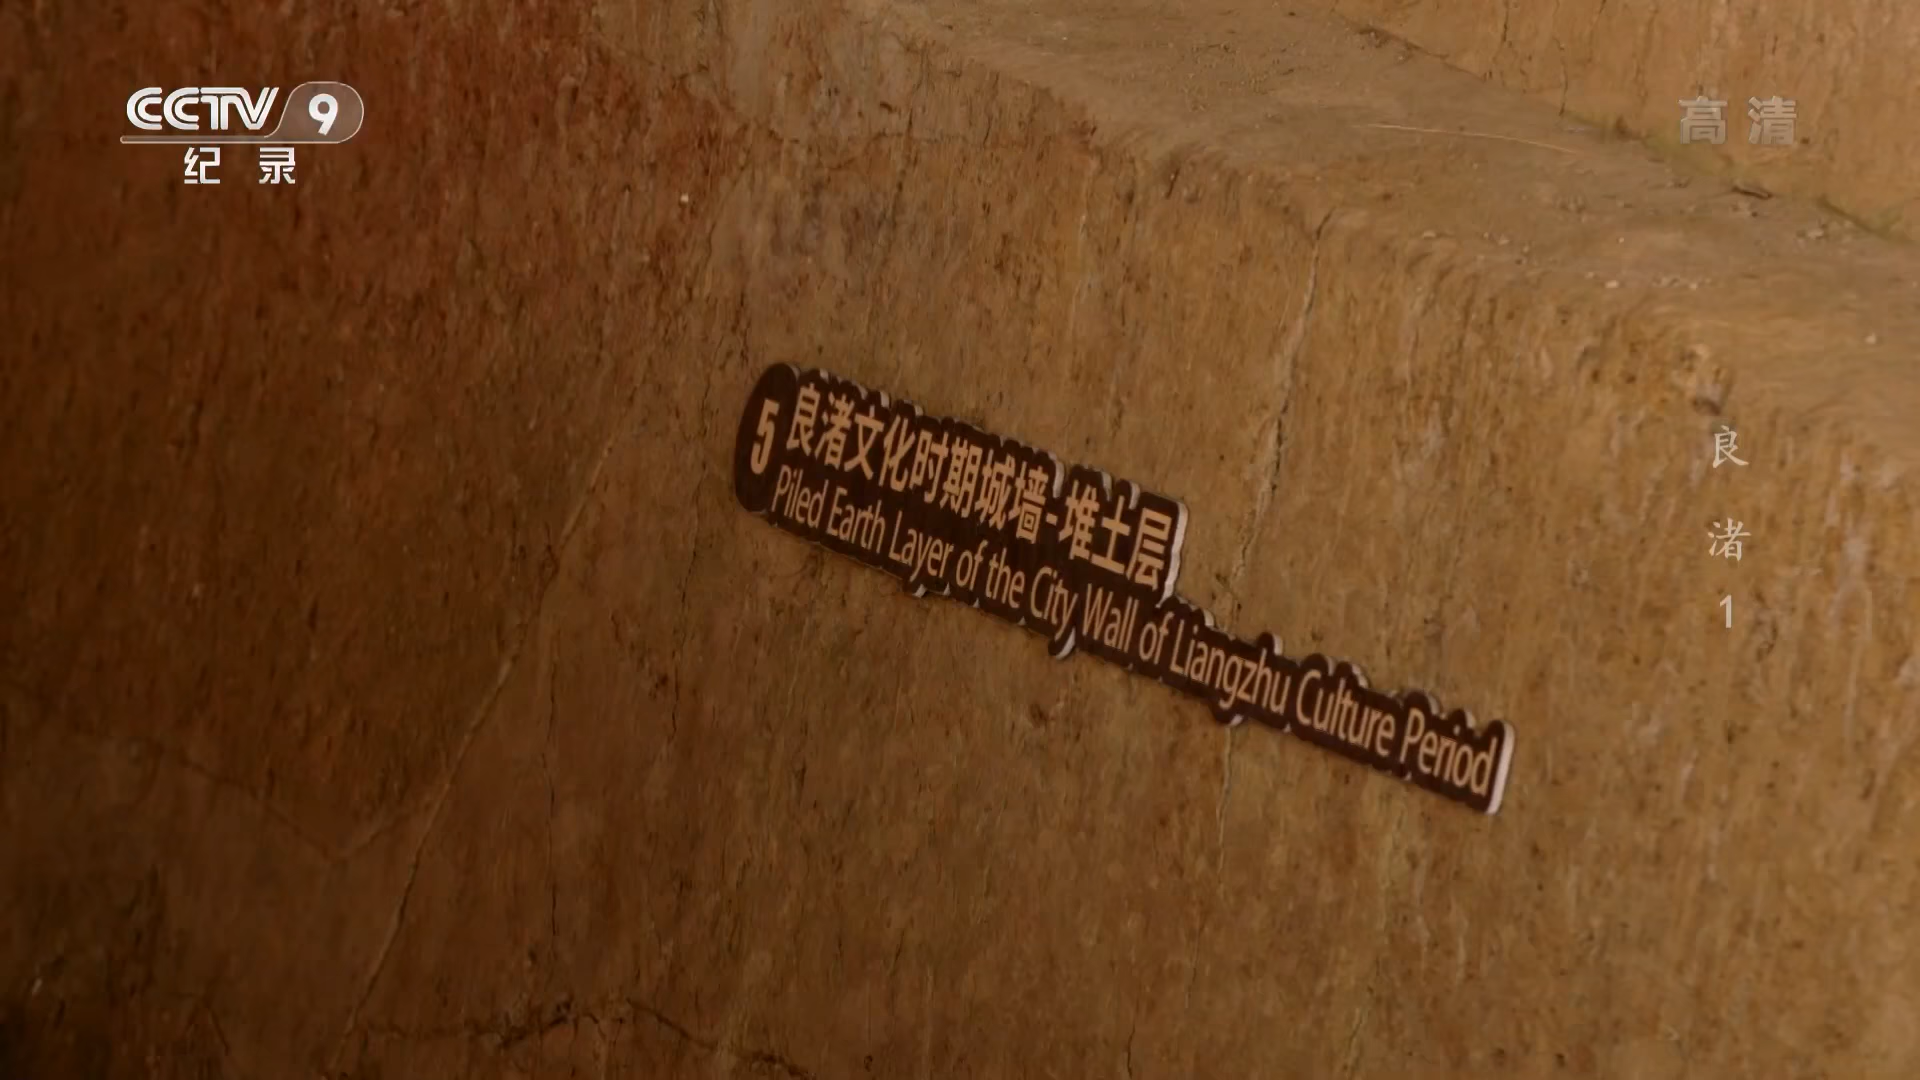 CCTV 9
纪录
高清
5 良渚文化时期城墙-堆土层
Piled Earth Layer of the City Wall of Liangzhu Culture Period
良渚 1